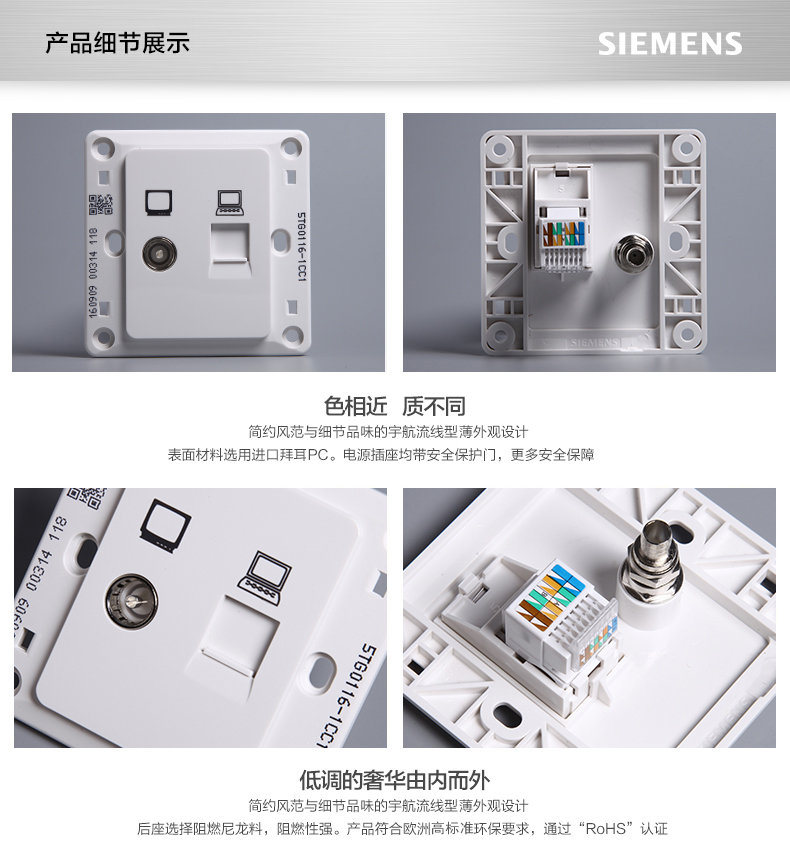 产品细节展示
SIEMENS
160909 00314 118
5TG0116-1CC1
SIEMENS
色相近 质不同
简约风范与细节品味的宇航流线型薄外观设计
表面材料选用进口拜耳PC。电源插座均带安全保护门，更多安全保障
0909 00314 118
5TG0116-1CC1
低调的奢华由内而外
简约风范与细节品味的宇航流线型薄外观设计
后座选择阻燃尼龙料，阻燃性强。产品符合欧洲高标准环保要求，通过“RoHS”认证